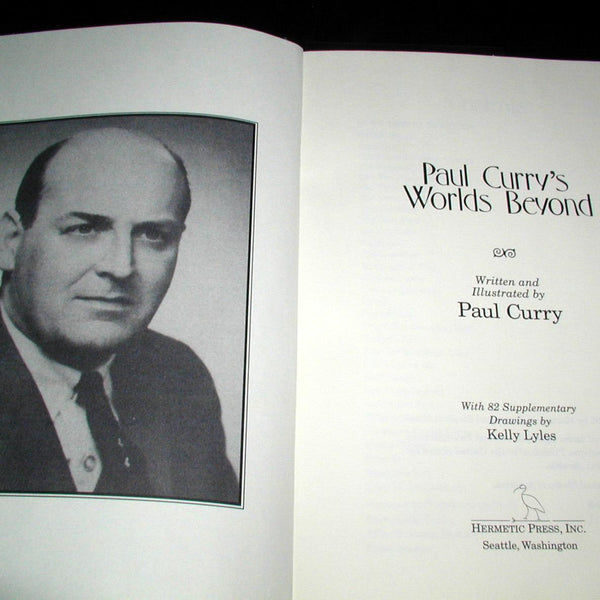 Paul Curry's
Worlds Beyond
Written and
Illustrated by
Paul Curry
With 82 Supplementary
Drawings by
Kelly Lyles
HERMETIC PRESS, INC.
Seattle, Washington